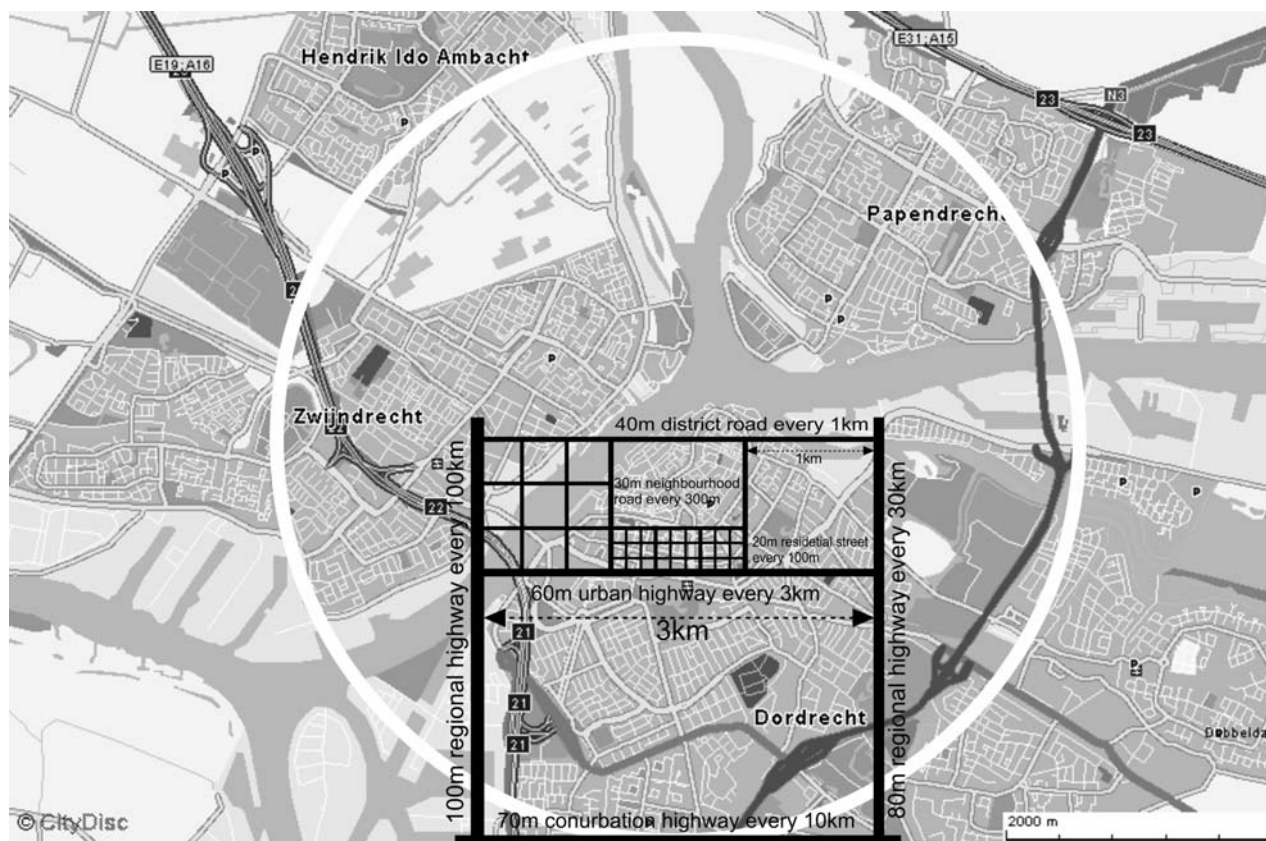 E31;A15
Hendrik Ido Ambacht
E19;A16
23
N3
23
P
P
P
Papendrecht
P
P
P
Zwijndrecht
22
40m district road every 1km
1km
30m neighbourhood
road every 300m
P
P
P
22
20m residetial street
every 100m
100m regional highway every 100km
80m regional highway every 30km
60m urban highway every 3km
3km
21
P
21
Dordrecht
21
70m conurbation highway every 10km
© CityDisc
2000 m